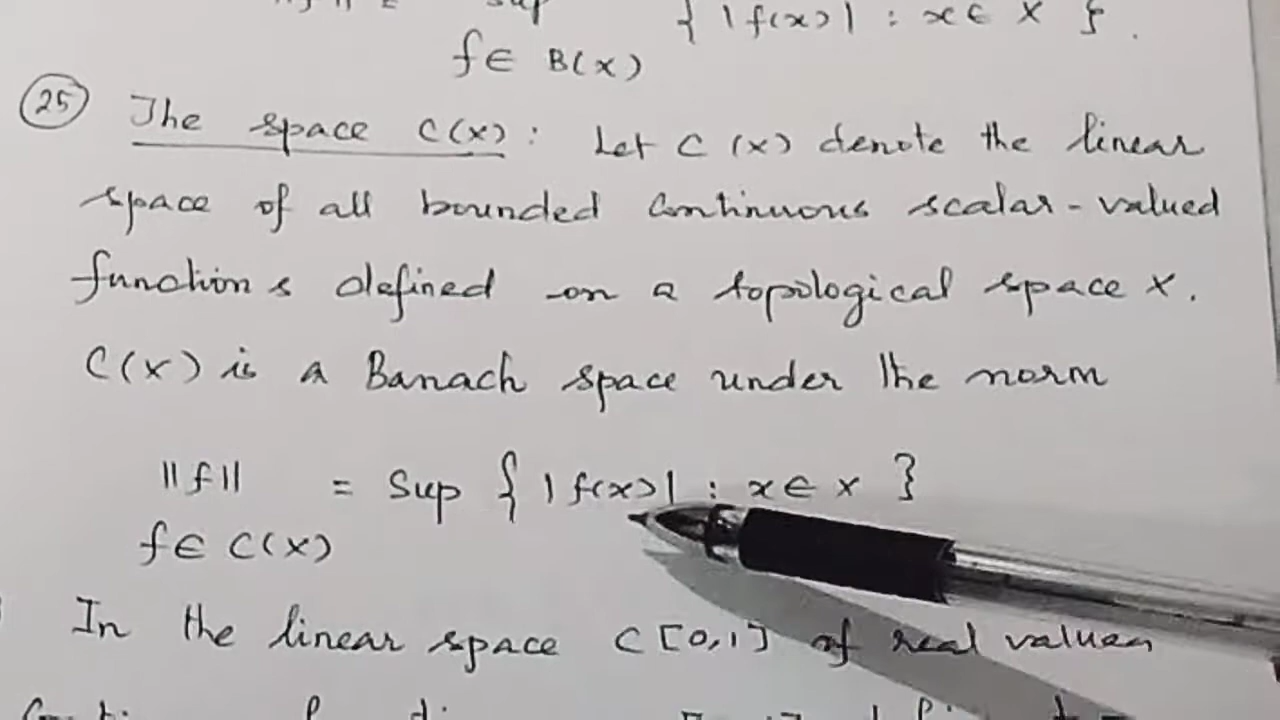 sup { |f(x)| : x ∈ X }.
f ∈ B(X)
25 The space C(X): Let C(X) denote the linear
space of all bounded continuous scalar-valued
functions defined on a topological space X.
C(X) is a Banach space under the norm
||f|| = Sup { |f(x)| : x ∈ X }
f ∈ C(X)
In the linear space C[0,1] of real valued